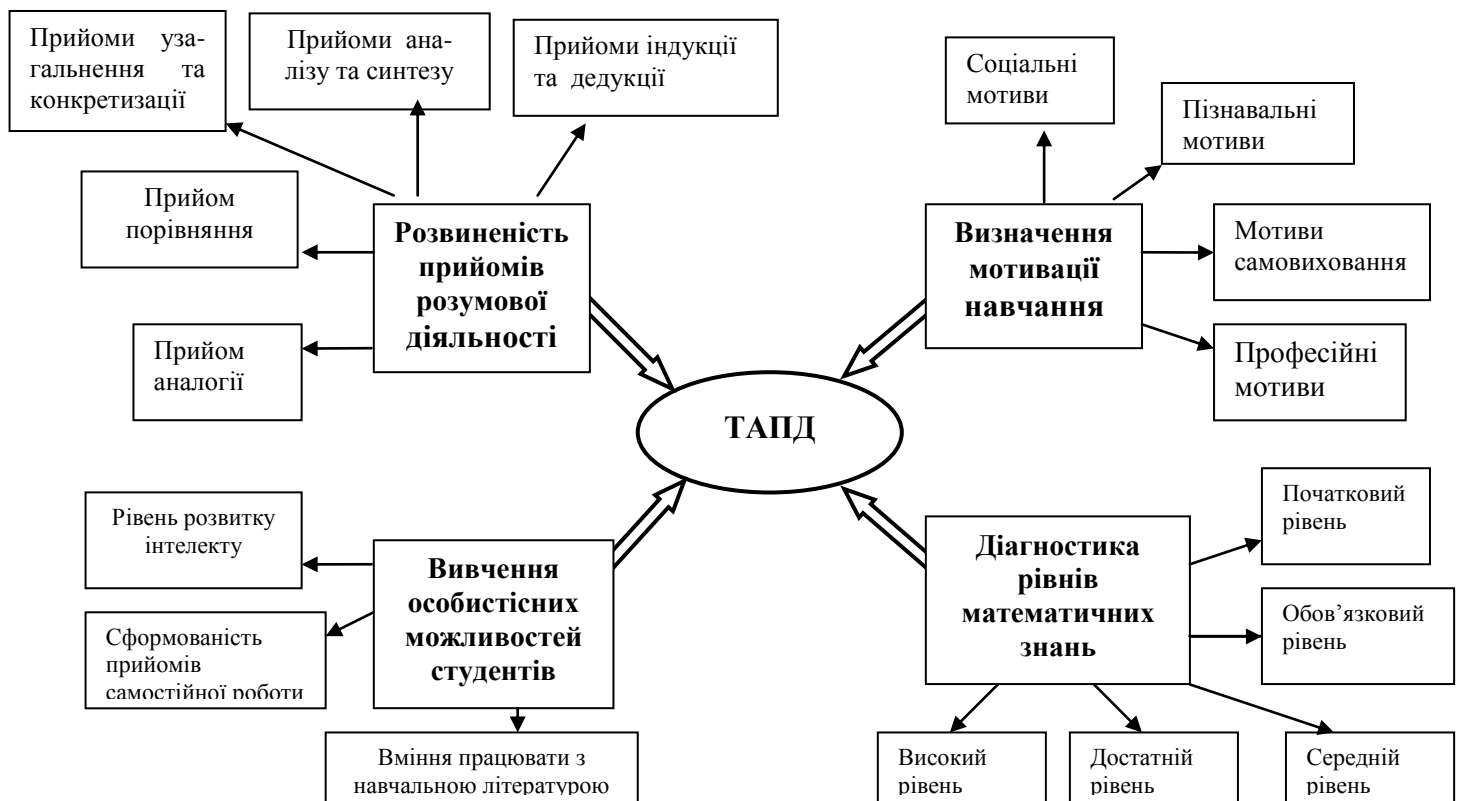 Прийоми уза-
гальнення та
конкретизації
Прийоми ана-
лізу та синтезу
Прийоми індукції
та дедукції
Соціальні
мотиви
Пізнавальні
мотиви
Прийом
порівняння
Розвиненість
прийомів
розумової
діяльності
Визначення
мотивації
навчання
Мотиви
самовиховання
Прийом
аналогії
Професійні
мотиви
ТАПД
Рівень розвитку
інтелекту
Вивчення
особистісних
можливостей
студентів
Діагностика
рівнів
математичних
знань
Початковий
рівень
Сформованість
прийомів
самостійної роботи
Обов’язковий
рівень
Вміння працювати з
навчальною літературою
Високий
рівень
Достатній
рівень
Середній
рівень